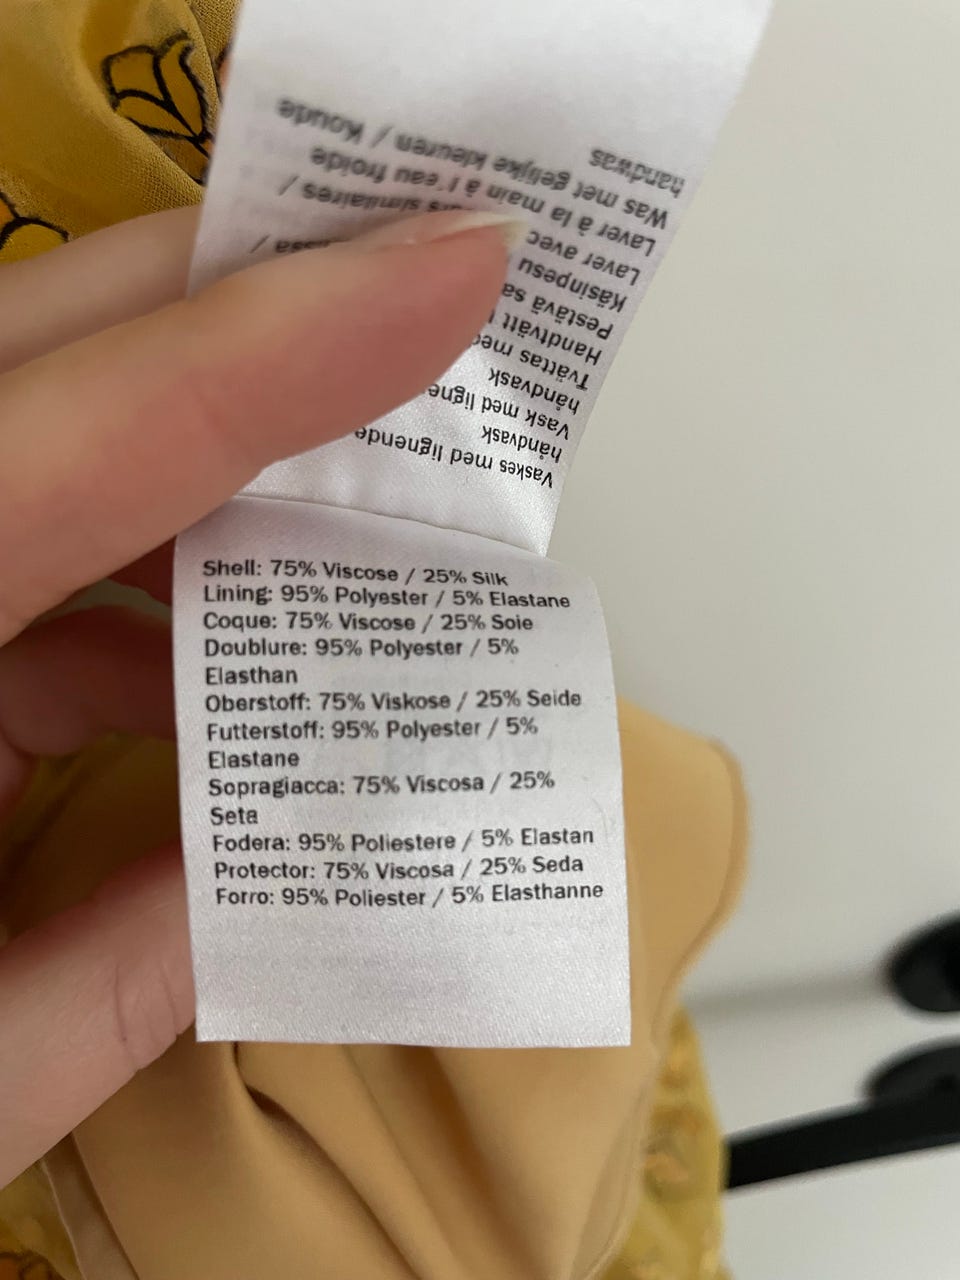 Vaskes med lignende
håndvask
Vask med ligne
håndvask
Tvättas med
Handtvätt
Pestävä sa
Käsinpesu
Laver avec similaires /
Laver à la main à l'eau froide
Was met gelijke kleuren / Koude
handwas
Shell: 75% Viscose / 25% Silk
Lining: 95% Polyester / 5% Elastane
Coque: 75% Viscose / 25% Soie
Doublure: 95% Polyester / 5%
Elasthan
Oberstoff: 75% Viskose / 25% Seide
Futterstoff: 95% Polyester / 5%
Elastane
Sopragiacca: 75% Viscosa / 25%
Seta
Fodera: 95% Poliestere / 5% Elastan
Protector: 75% Viscosa / 25% Seda
Forro: 95% Poliester / 5% Elasthanne